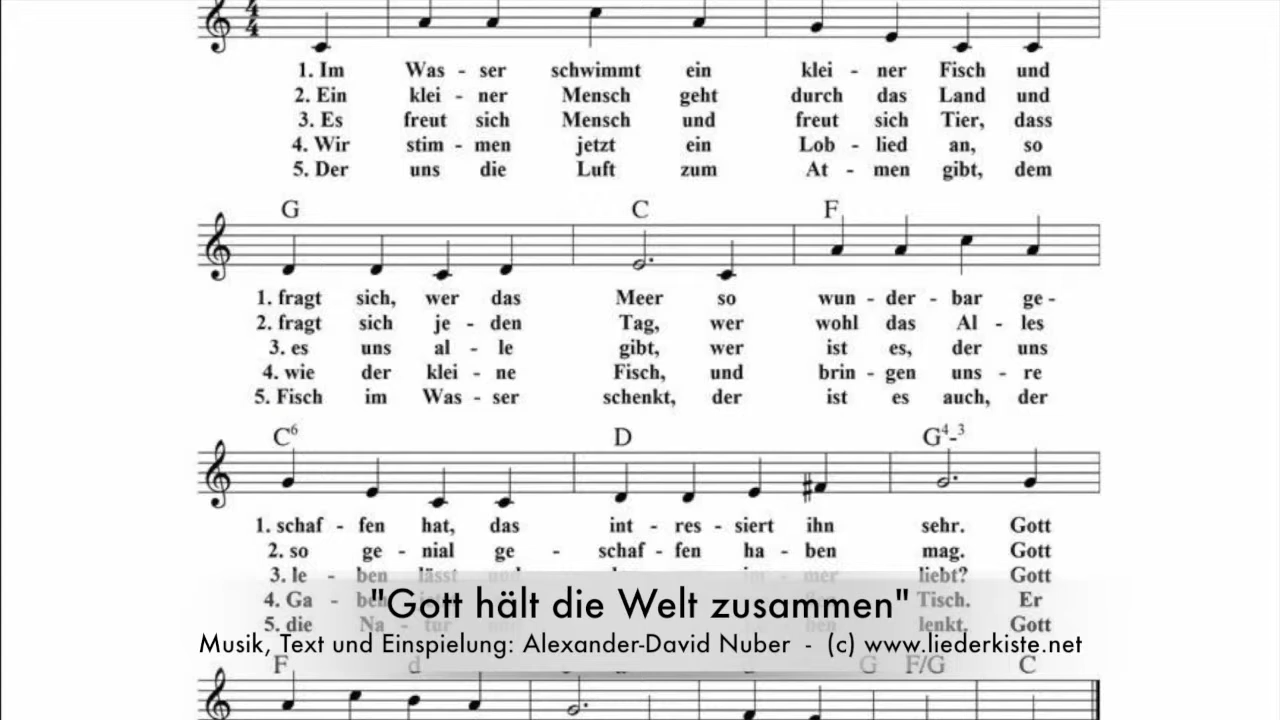 1. Im Was - ser schwimmt ein klei - ner Fisch und
2. Ein klei - ner Mensch geht durch das Land und
3. Es freut sich Mensch und freut sich Tier, dass
4. Wir stim - men jetzt ein Lob - lied an, so
5. Der uns die Luft zum At - men gibt, dem
G C F
1. fragt sich, wer das Meer so wun - der - bar ge -
2. fragt sich je - den Tag, wer wohl das Al - les
3. es uns al - le gibt, wer ist es, der uns
4. wie der klei - ne Fisch, und brin - gen uns - re
5. Fisch im Was - ser schenkt, der ist es auch, der
C6 D G4-3
1. schaf - fen hat, das int - res - siert ihn sehr. Gott
2. so ge - nial ge - schaf - fen ha - ben mag. Gott
3. le - ben lässt und im - mer liebt? Gott
4. Ga - ben Tisch. Er
5. die Na - tur lenkt. Gott
"Gott hält die Welt zusammen"
Musik, Text und Einspielung: Alexander-David Nuber - (c) www.liederkiste.net
F d G F/G C